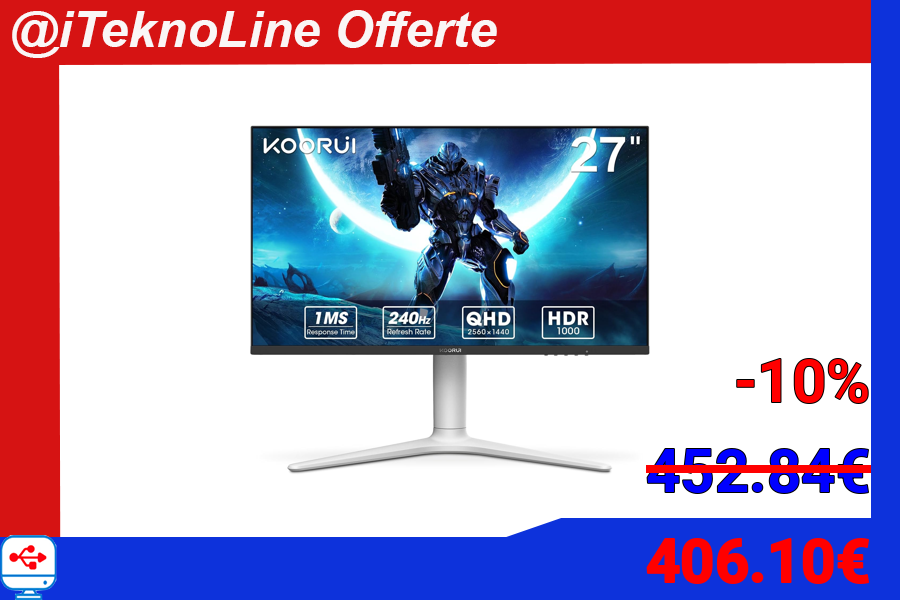 @iTeknoLine Offerte
KOORUI
27"
1MS
Response Time
240Hz
Refresh Rate
QHD
2560×1440
HDR
1000
KOORUI
-10%
452.84€
406.10€